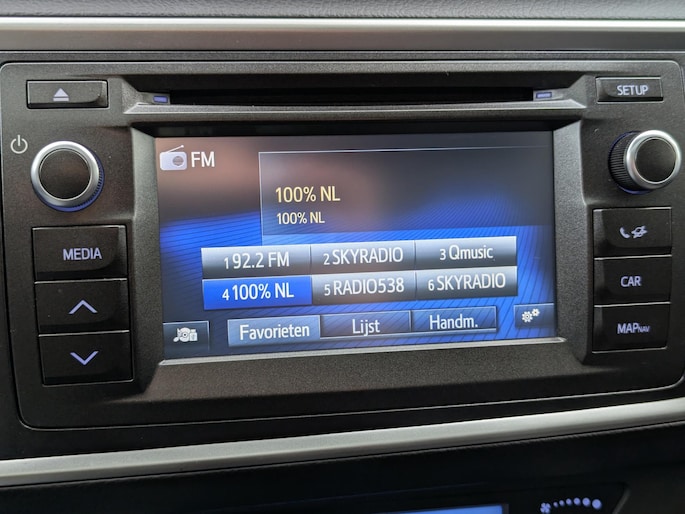 SETUP
FM
100% NL
100% NL
MEDIA
1 92.2 FM 2 SKYRADIO 3 Qmusic
4 100% NL 5 RADIO538 6 SKYRADIO
CAR
Favorieten Lijst Handm.
MAP NAV